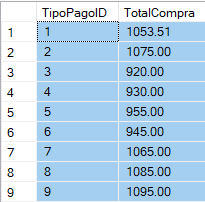 TipoPagoID TotalCompra
1 1 1053.51
2 2 1075.00
3 3 920.00
4 4 930.00
5 5 955.00
6 6 945.00
7 7 1065.00
8 8 1085.00
9 9 1095.00